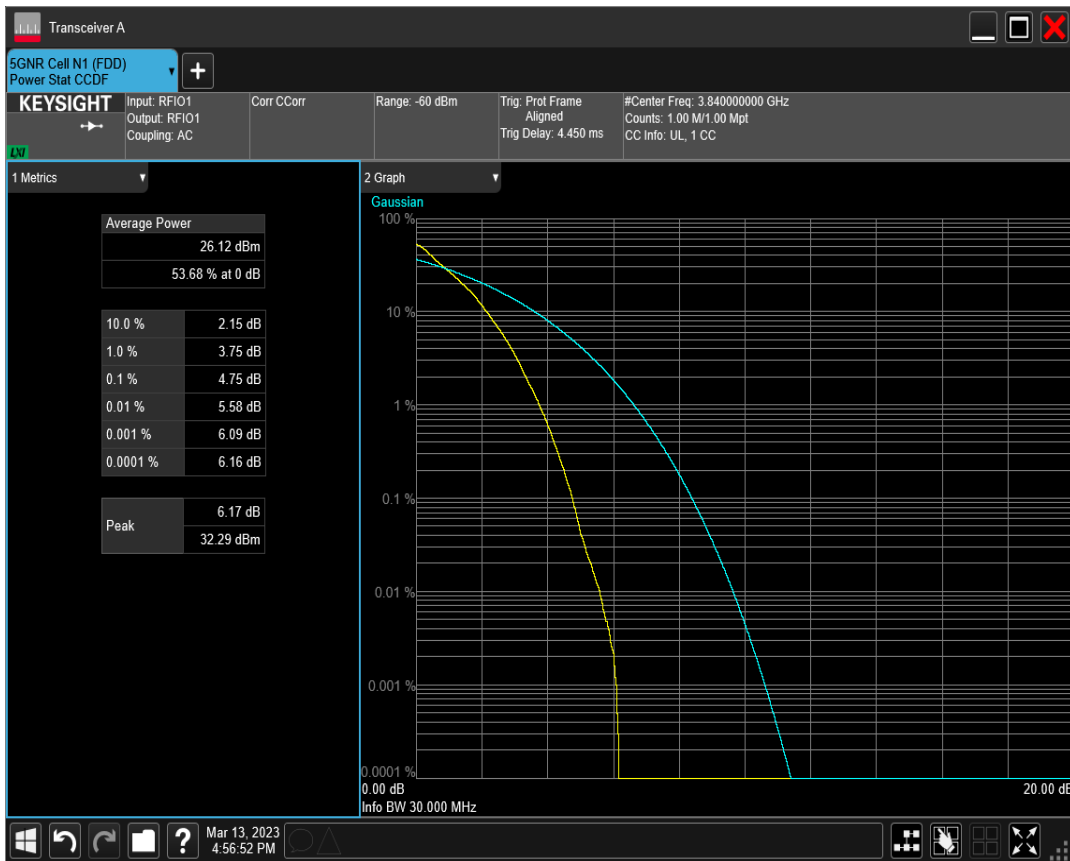 Transceiver A
5GNR Cell N1 (FDD)
Power Stat CCDF
+
KEYSIGHT
LXI
Input: RFIO1
Output: RFIO1
Coupling: AC
Corr CCorr
Range: -60 dBm
Trig: Prot Frame
Aligned
Trig Delay: 4.450 ms
#Center Freq: 3.840000000 GHz
Counts: 1.00 M/1.00 Mpt
CC Info: UL, 1 CC
1 Metrics
Average Power
26.12 dBm
53.68 % at 0 dB
10.0 % 2.15 dB
1.0 % 3.75 dB
0.1 % 4.75 dB
0.01 % 5.58 dB
0.001 % 6.09 dB
0.0001 % 6.16 dB
Peak 6.17 dB
32.29 dBm
2 Graph
Gaussian
100 %
10 %
1 %
0.1 %
0.01 %
0.001 %
0.0001 %
0.00 dB 20.00 dB
Info BW 30.000 MHz
?
Mar 13, 2023
4:56:52 PM